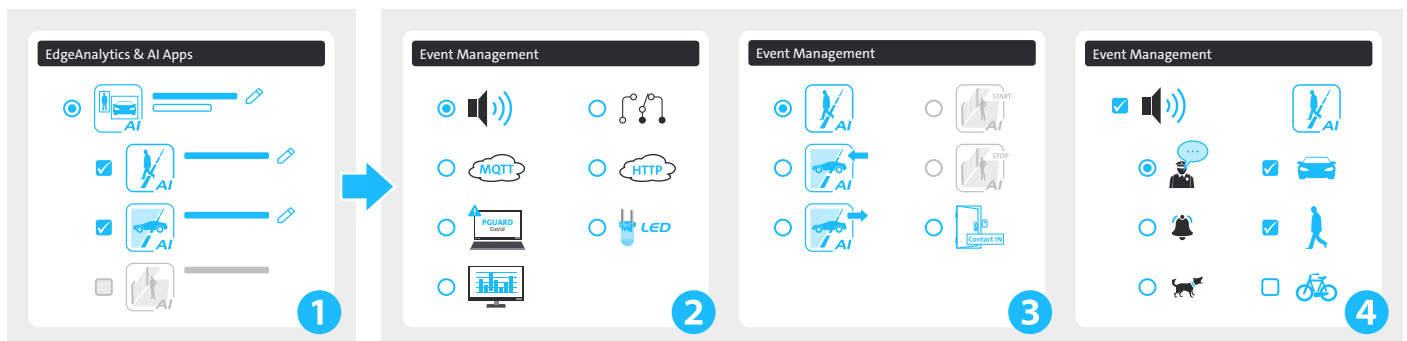 EdgeAnalytics & AI Apps
AI
AI
AI
AI
1
Event Management
MQTT
HTTP
PGUARD
DaVid
LED
2
Event Management
AI
START
AI
AI
STOP
AI
AI
Contact IN
3
Event Management
AI
4